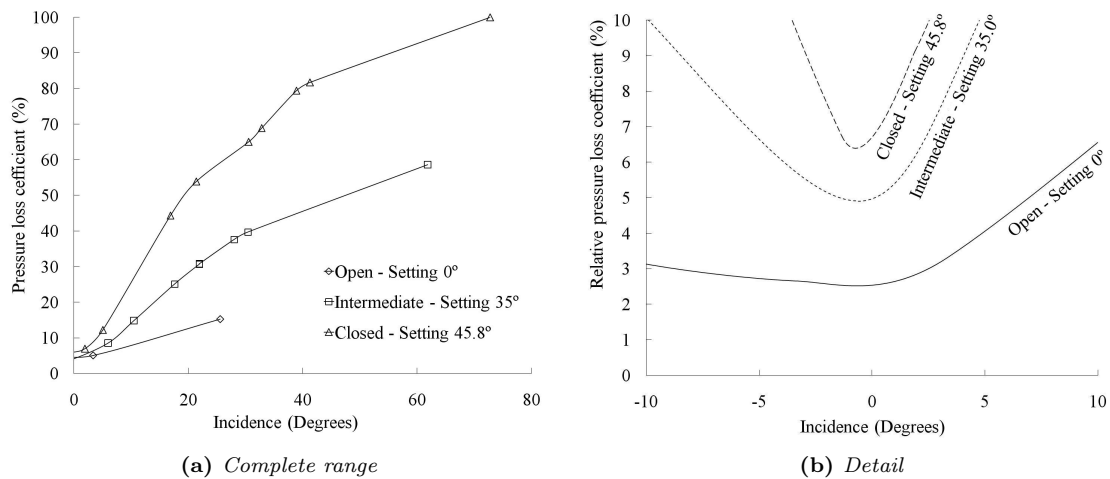 100
90
80
70
60
50
40
30
20
10
0
Pressure loss cefficient (%)
Open - Setting 0º
Intermediate - Setting 35º
Closed - Setting 45.8º
0 20 40 60 80
Incidence (Degrees)
(a) Complete range
10
9
8
7
6
5
4
3
2
1
0
Relative pressure loss coefficient (%)
Closed - Setting 45.8º
Intermediate - Setting 35.0º
Open - Setting 0º
-10 -5 0 5 10
Incidence (Degrees)
(b) Detail